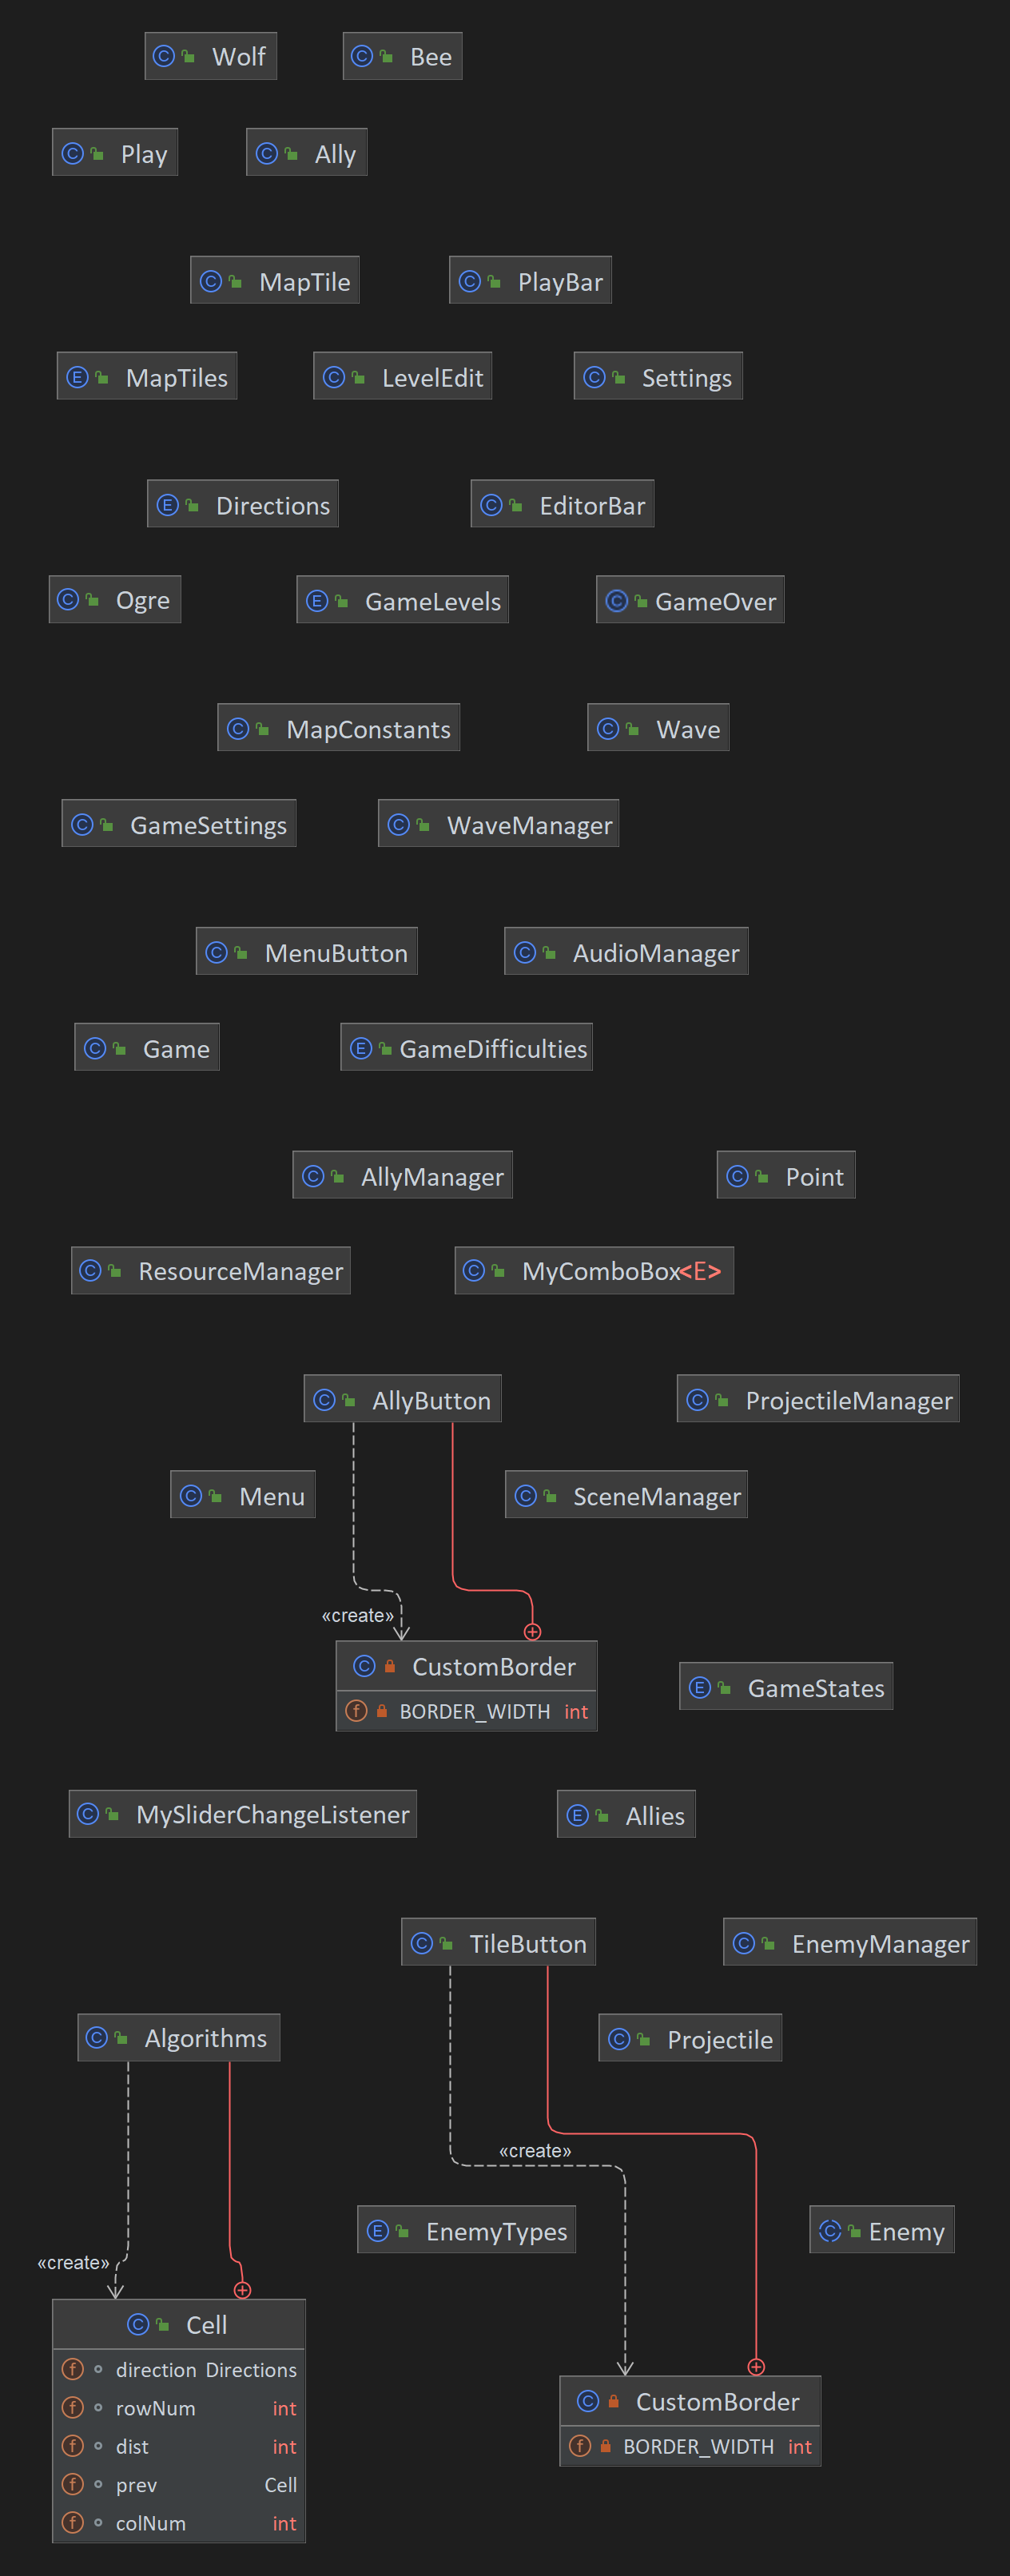 Wolf
Bee
Play
Ally
MapTile
PlayBar
MapTiles
LevelEdit
Settings
Directions
EditorBar
Ogre
GameLevels
GameOver
MapConstants
Wave
GameSettings
WaveManager
MenuButton
AudioManager
Game
GameDifficulties
AllyManager
Point
ResourceManager
MyComboBox<E>
AllyButton
ProjectileManager
Menu
SceneManager
«create»
CustomBorder
BORDER_WIDTH int
GameStates
MySliderChangeListener
Allies
TileButton
EnemyManager
Algorithms
Projectile
«create»
EnemyTypes
Enemy
«create»
Cell
direction Directions
rowNum int
dist int
prev Cell
colNum int
CustomBorder
BORDER_WIDTH int